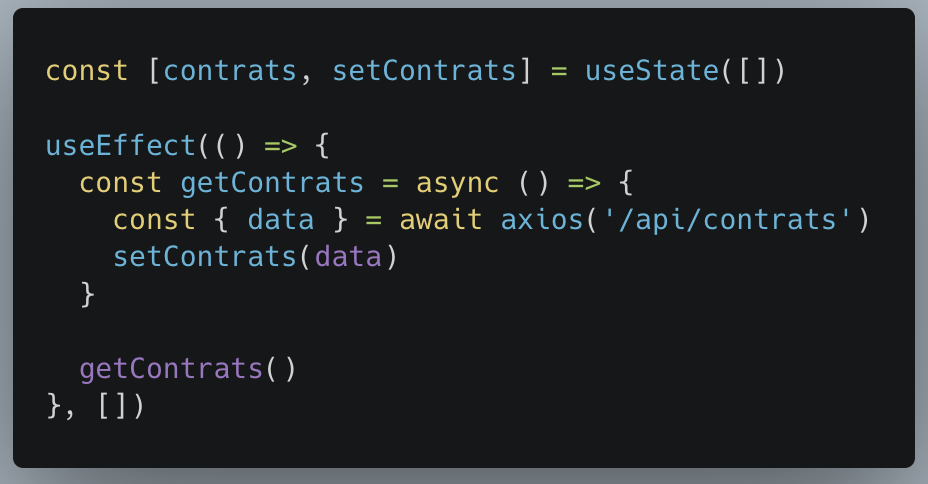 const [contrats, setContrats] = useState([])
useEffect(() => {
const getContrats = async () => {
const { data } = await axios('/api/contrats')
setContrats(data)
}
getContrats()
}, [])